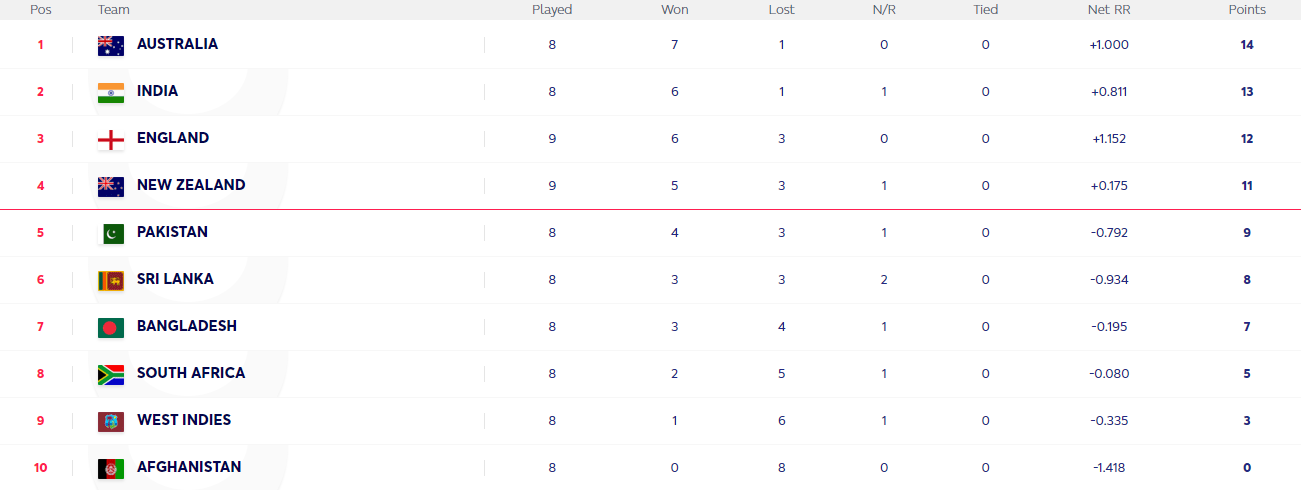 Pos Team Played Won Lost N/R Tied Net RR Points
1 AUSTRALIA 8 7 1 0 0 +1.000 14
2 INDIA 8 6 1 1 0 +0.811 13
3 ENGLAND 9 6 3 0 0 +1.152 12
4 NEW ZEALAND 9 5 3 1 0 +0.175 11
5 PAKISTAN 8 4 3 1 0 -0.792 9
6 SRI LANKA 8 3 3 2 0 -0.934 8
7 BANGLADESH 8 3 4 1 0 -0.195 7
8 SOUTH AFRICA 8 2 5 1 0 -0.080 5
9 WEST INDIES 8 1 6 1 0 -0.335 3
10 AFGHANISTAN 8 0 8 0 0 -1.418 0